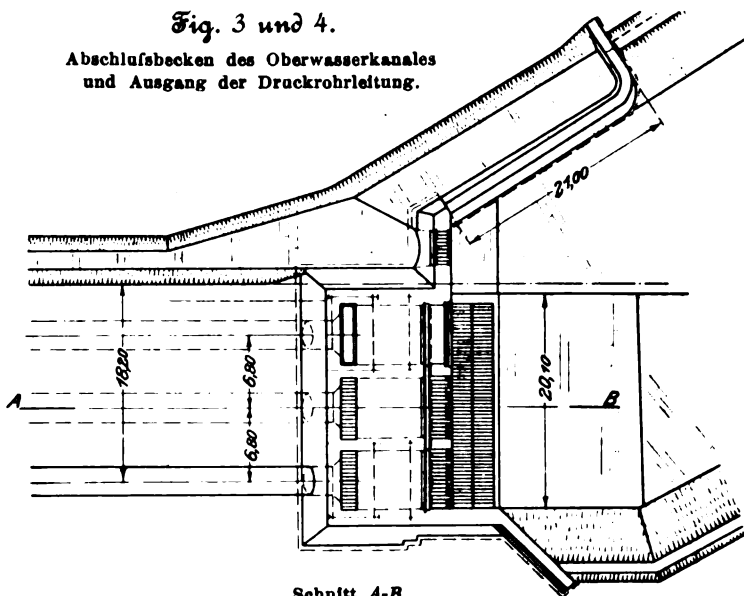 Fig. 3 und 4.
Abschlufsbecken des Oberwasserkanales
und Ausgang der Druckrohrleitung.
21,00
18,20
6,80
20,10
A
B
6,80
Schnitt A-B